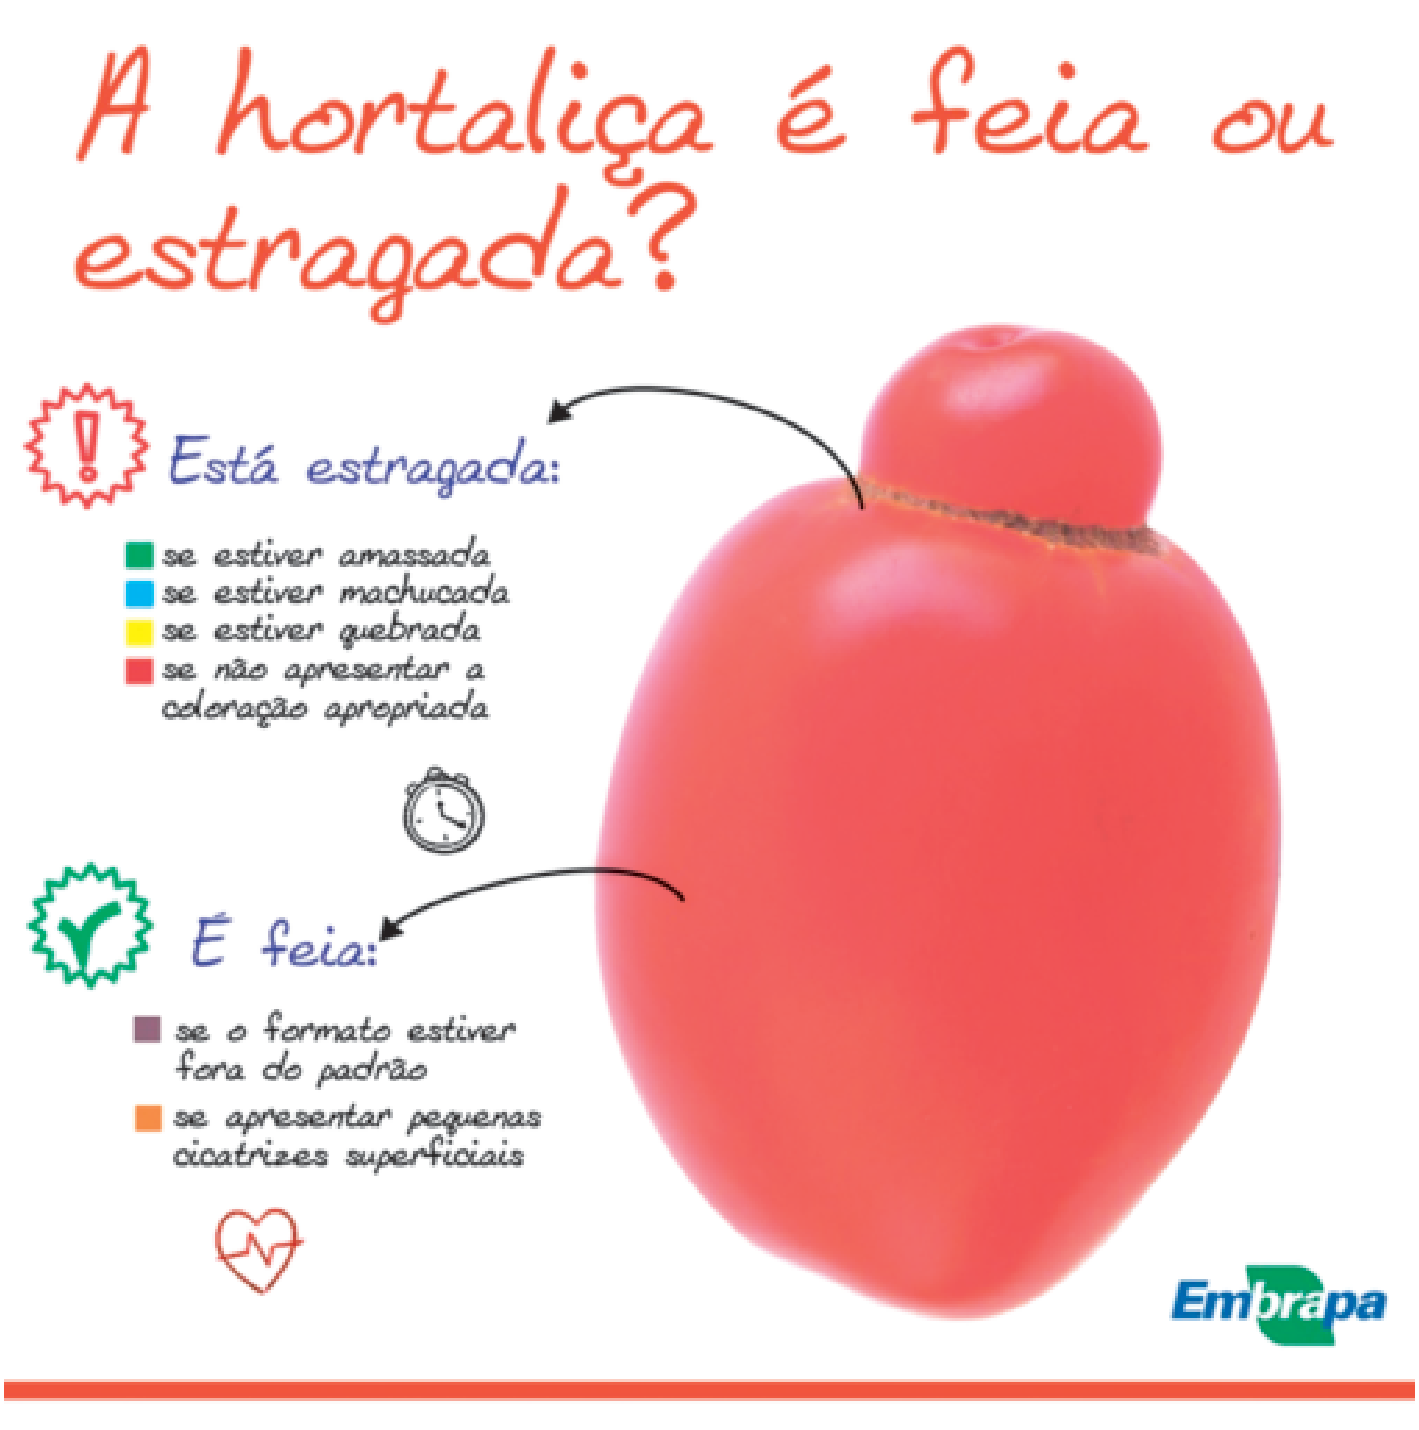 A hortaliça é feia ou
estragada?
Está estragada:
se estiver amassada
se estiver machucada
se estiver quebrada
se não apresentar a
coloração apropriada
É feia:
se o formato estiver
fora do padrão
se apresentar pequenas
cicatrizes superficiais
Embrapa